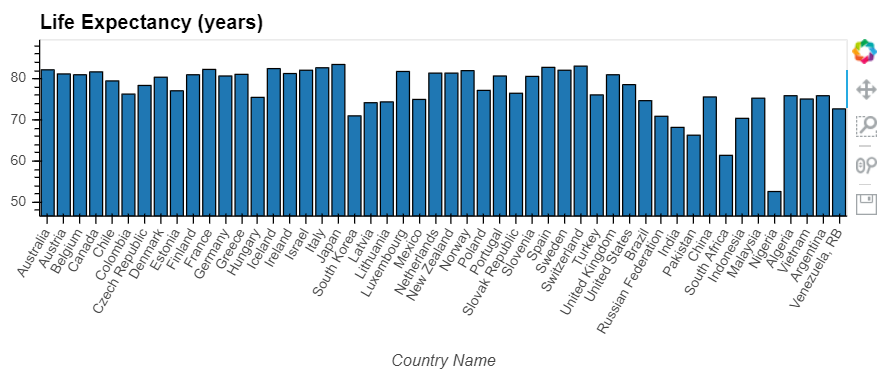 Life Expectancy (years)
80
70
60
50
Australia
Austria
Belgium
Canada
Chile
Colombia
Czech Republic
Denmark
Estonia
Finland
France
Germany
Greece
Hungary
Iceland
Ireland
Israel
Italy
Japan
South Korea
Latvia
Lithuania
Luxembourg
Mexico
Netherlands
New Zealand
Norway
Poland
Portugal
Slovak Republic
Slovenia
Spain
Sweden
Switzerland
Turkey
United Kingdom
United States
Brazil
Russian Federation
India
Pakistan
China
South Africa
Indonesia
Malaysia
Nigeria
Algeria
Vietnam
Argentina
Venezuela, RB
Country Name